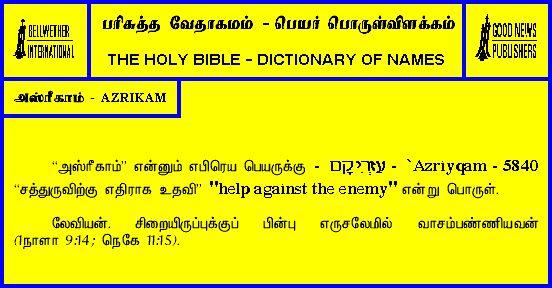 BELLWETHER
INTERNATIONAL
பரிசுத்த வேதாகமம் - பெயர் பொருள்விளக்கம்
THE HOLY BIBLE - DICTIONARY OF NAMES
GOOD NEWS
PUBLISHERS
அஸ்ரீகாம் - AZRIKAM
“அஸ்ரீகாம்” என்னும் எபிரெய பெயருக்கு - עַזְרִיקָם - `Azriyqam - 5840
“சத்துருவிற்கு எதிராக உதவி” "help against the enemy" என்று பொருள்.
லேவியன். சிறையிருப்புக்குப் பின்பு எருசலேமில் வாசம்பண்ணியவன்
(1நாளா 9:14; நெகே 11:15).